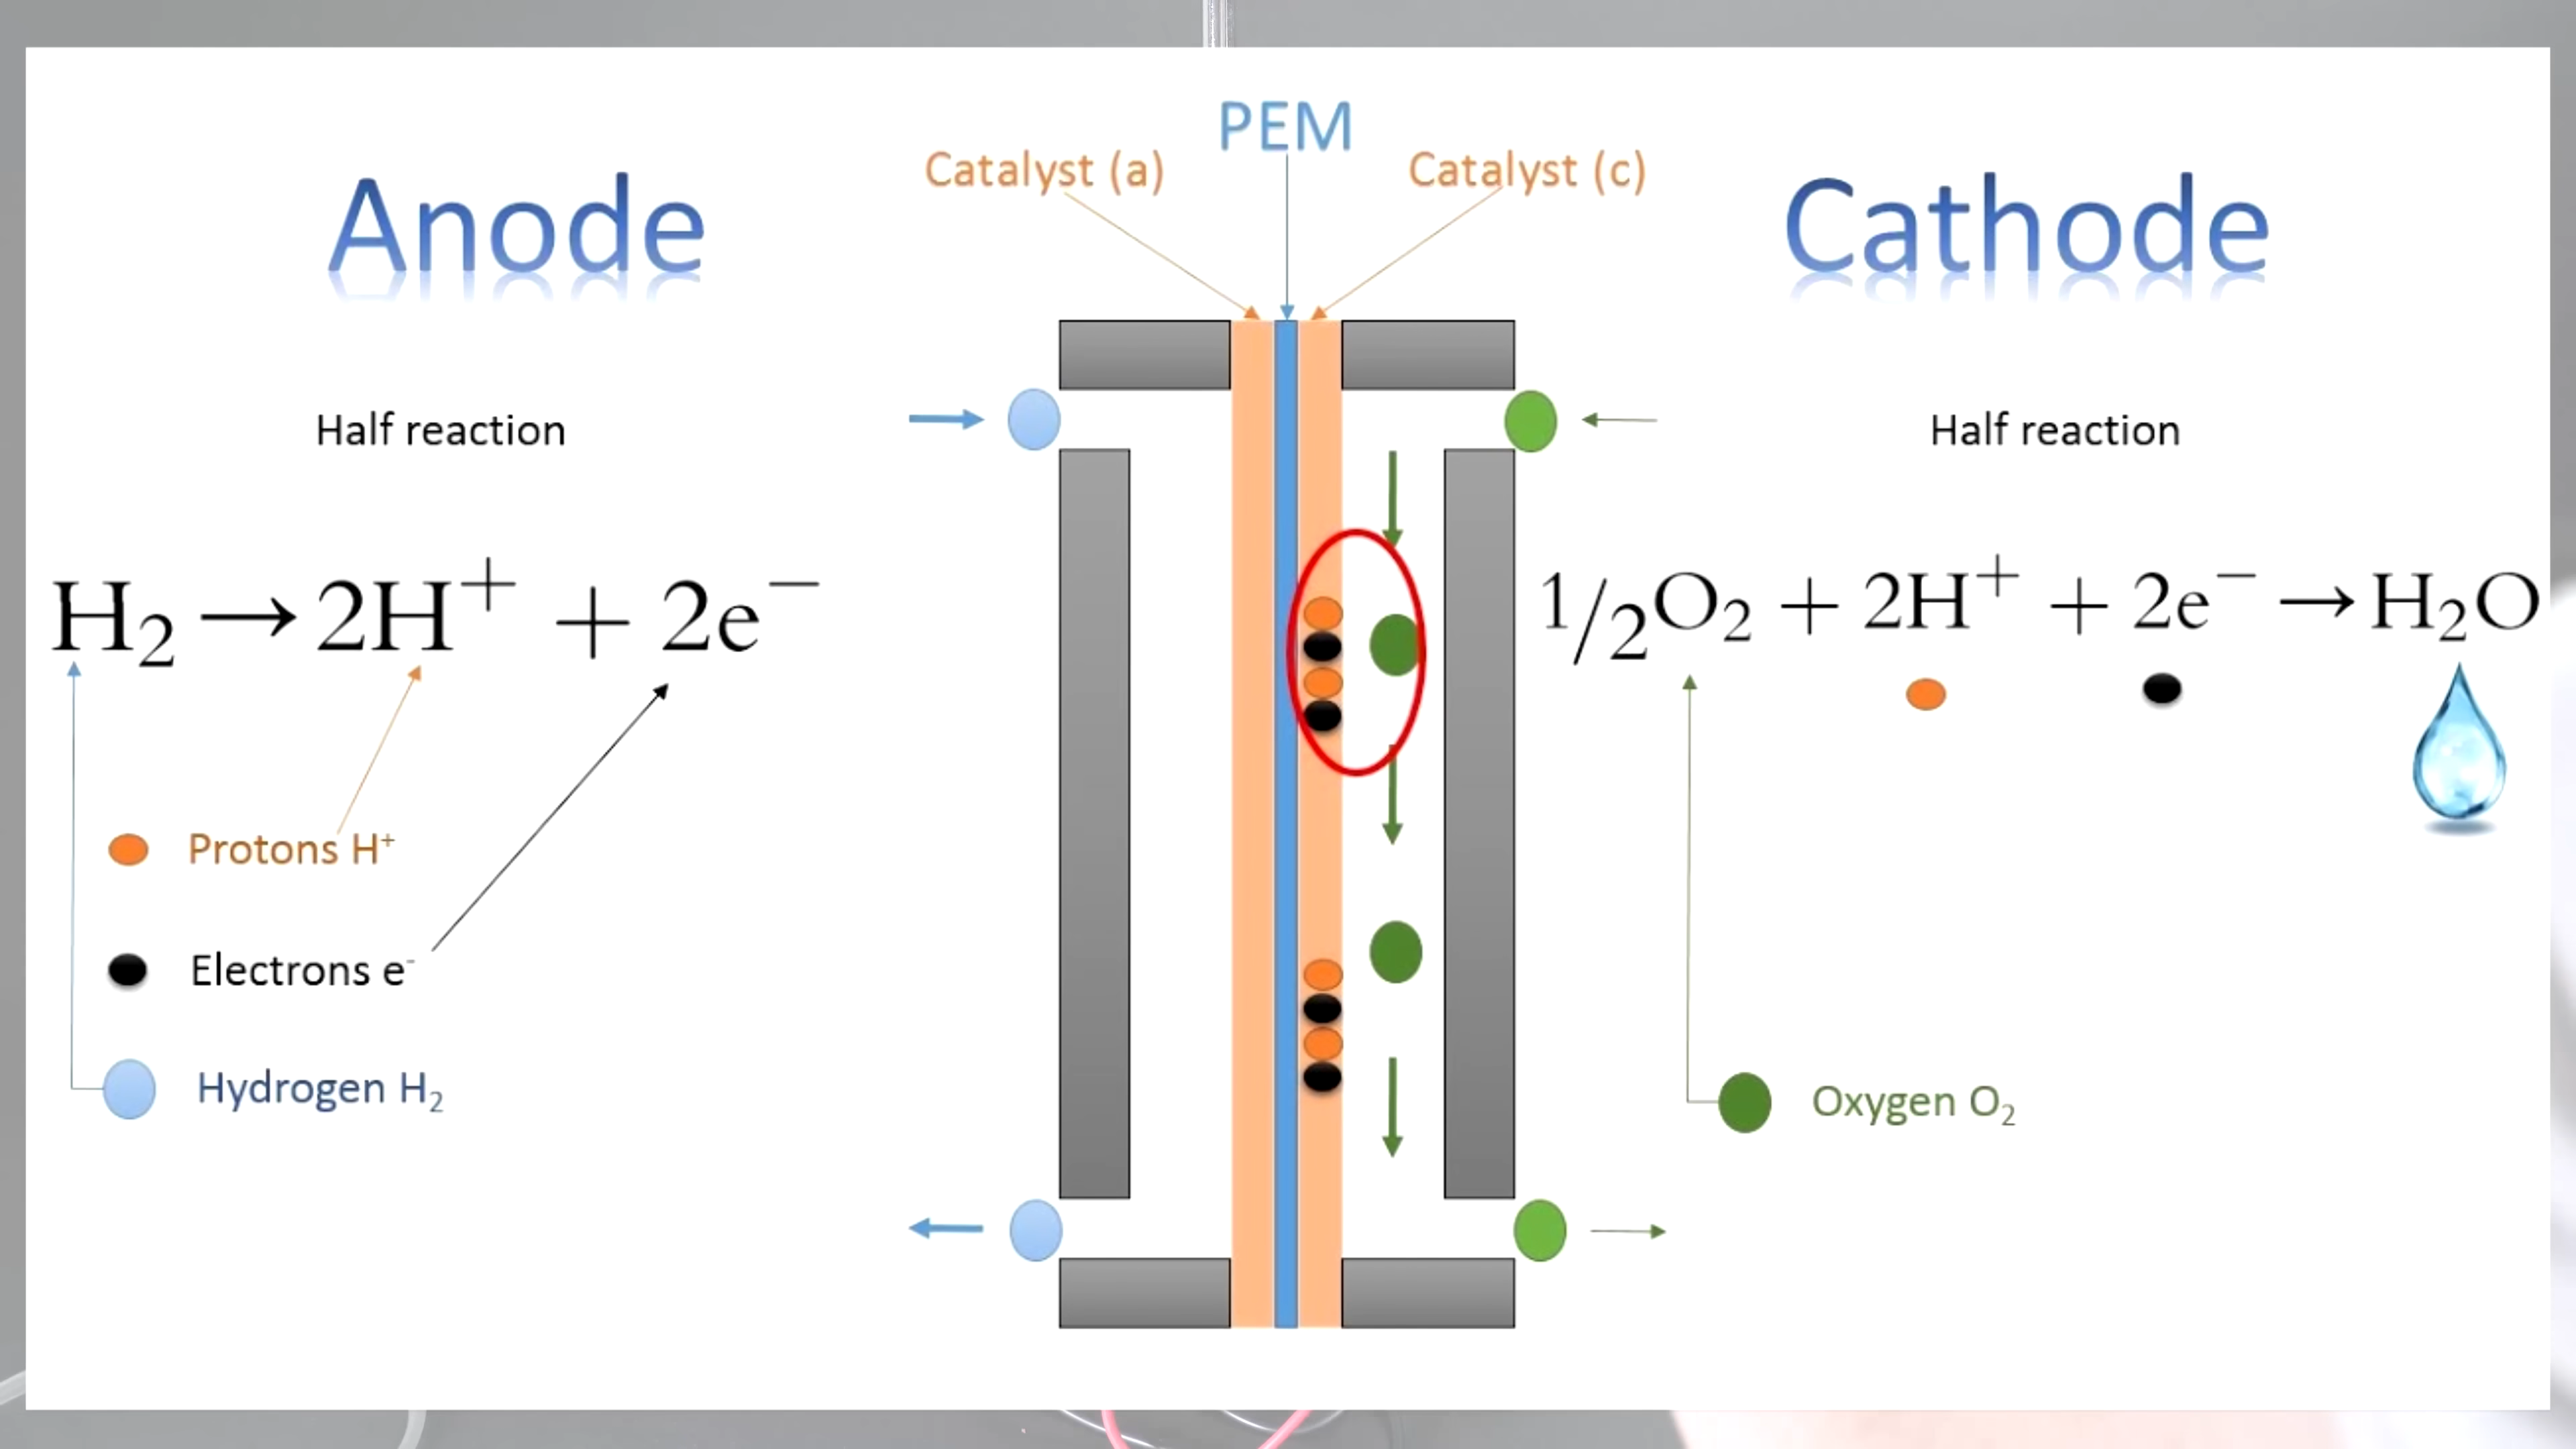 PEM
Catalyst (a)
Catalyst (c)
Anode
Cathode
Half reaction
Half reaction
H₂ → 2H⁺ + 2e⁻
1/2O₂ + 2H⁺ + 2e⁻ → H₂O
Protons H⁺
Electrons e⁻
Hydrogen H₂
Oxygen O₂